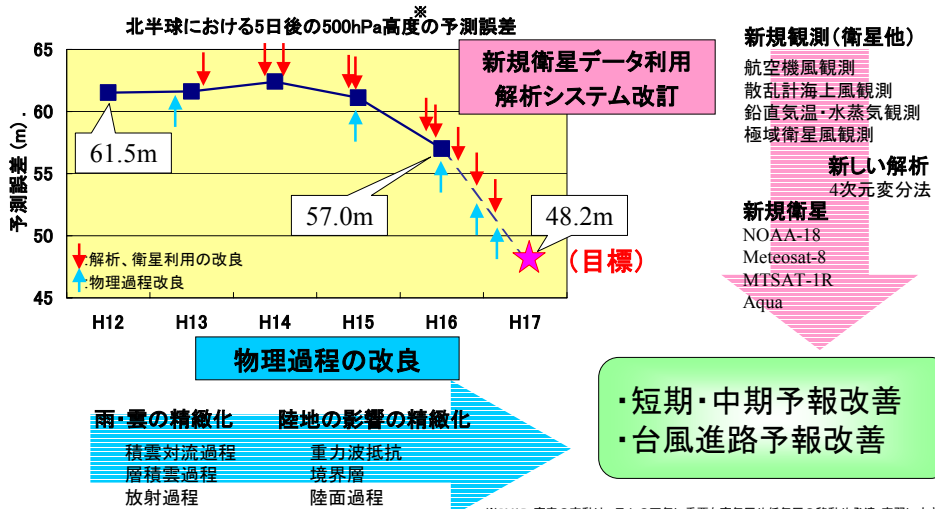 ※
北半球における5日後の500hPa高度の予測誤差
予測誤差(m).
65
60
55
50
45
H12
H13
H14
H15
H16
H17
61.5m
57.0m
48.2m
(目標)
:解析、衛星利用の改良
:物理過程改良
新規衛星データ利用
解析システム改訂
新規観測(衛星他)
航空機風観測
散乱計海上風観測
鉛直気温・水蒸気観測
極域衛星風観測
新しい解析
4次元変分法
新規衛星
NOAA-18
Meteosat-8
MTSAT-1R
Aqua
物理過程の改良
雨・雲の精緻化
積雲対流過程
層積雲過程
放射過程
陸地の影響の精緻化
重力波抵抗
境界層
陸面過程
・短期・中期予報改善
・台風進路予報改善